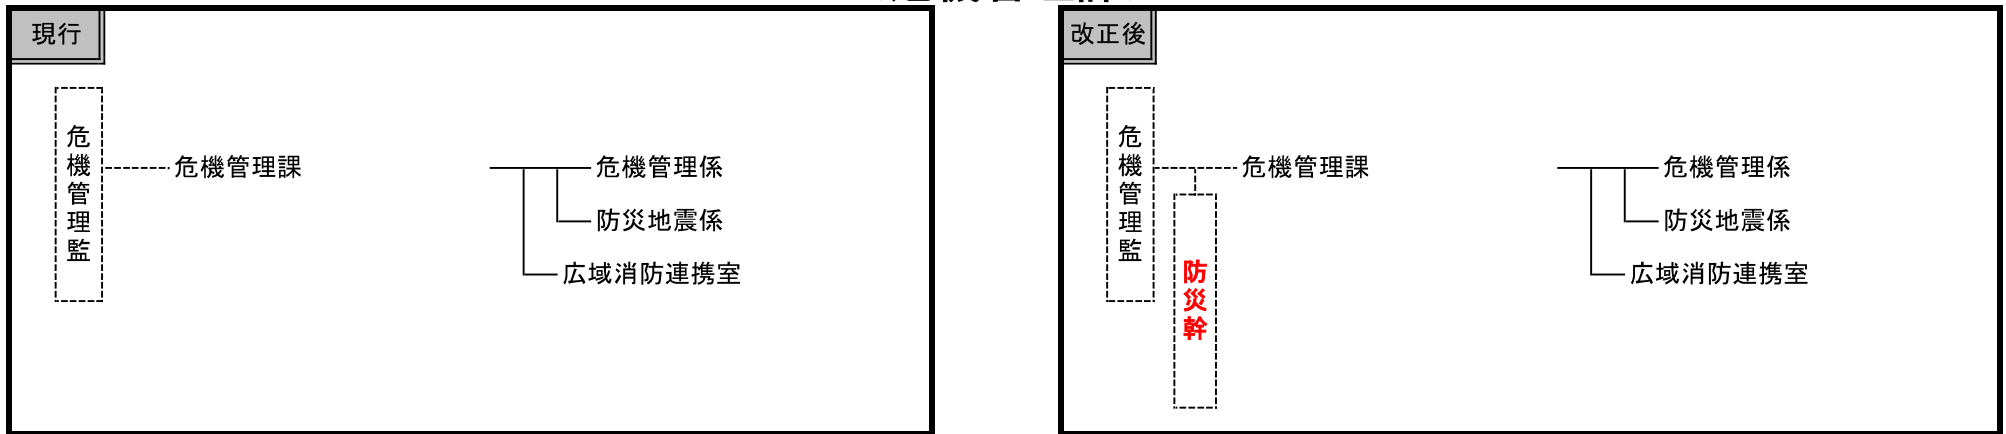 現行
危機管理監
危機管理課
危機管理係
防災地震係
広域消防連携室
改正後
危機管理監
危機管理課
防災幹
危機管理係
防災地震係
広域消防連携室